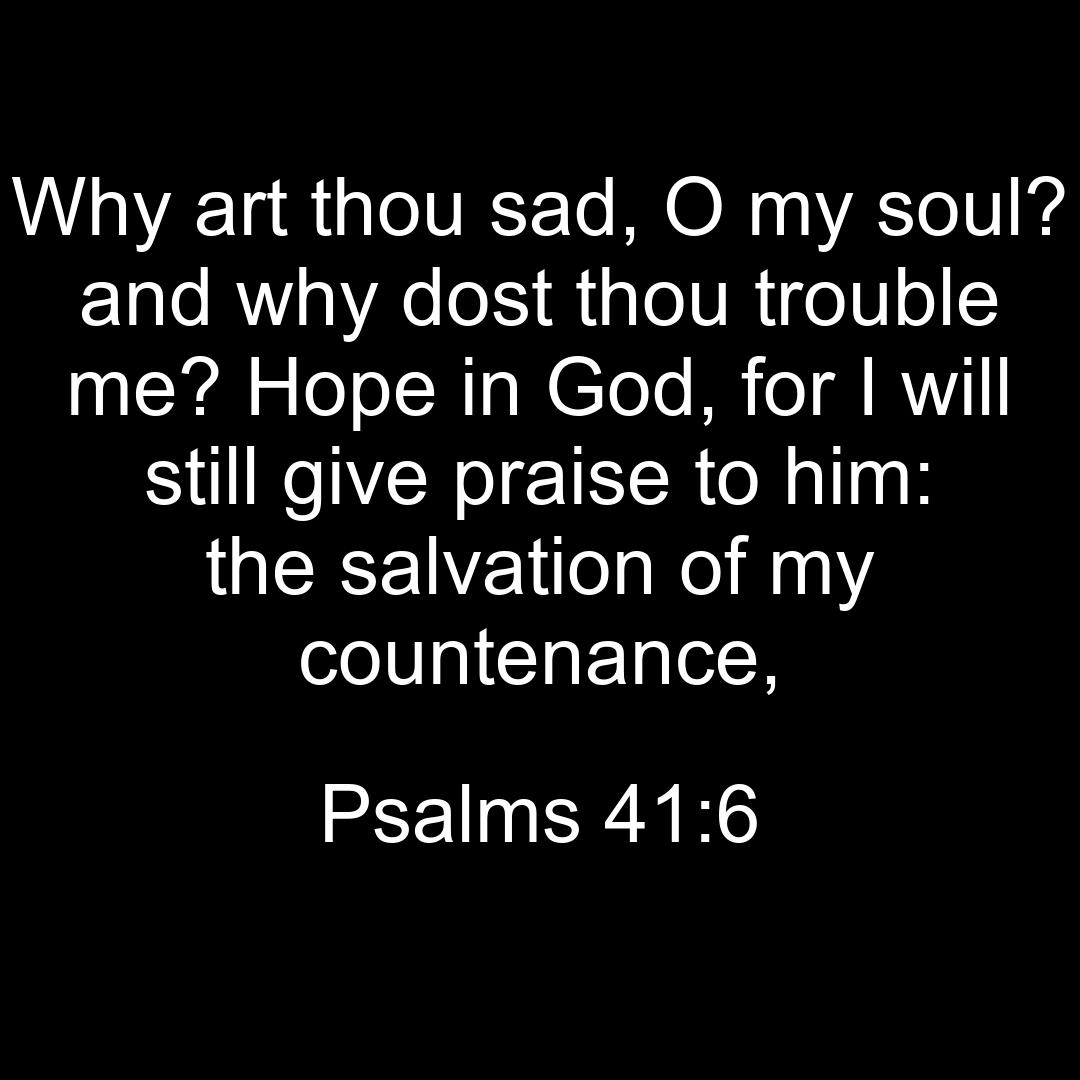 Why art thou sad, O my soul?
and why dost thou trouble
me? Hope in God, for I will
still give praise to him:
the salvation of my
countenance,
Psalms 41:6